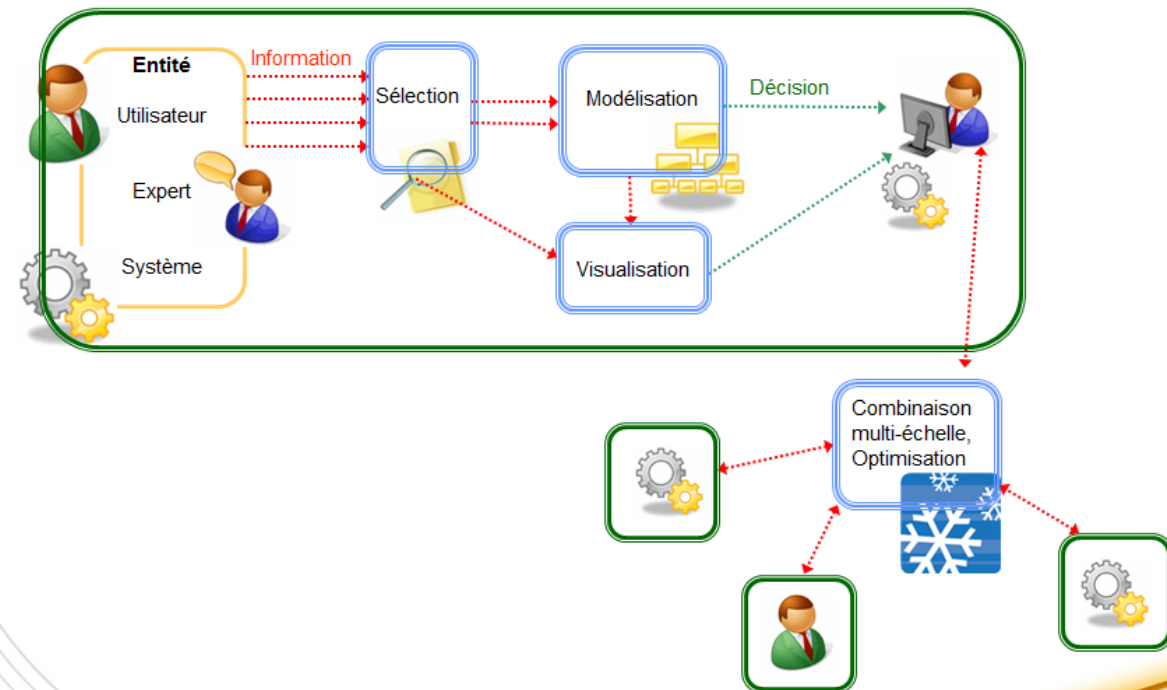 Entité
Utilisateur
Expert
Système
Information
Sélection
Modélisation
Décision
Visualisation
Combinaison
multi-échelle,
Optimisation